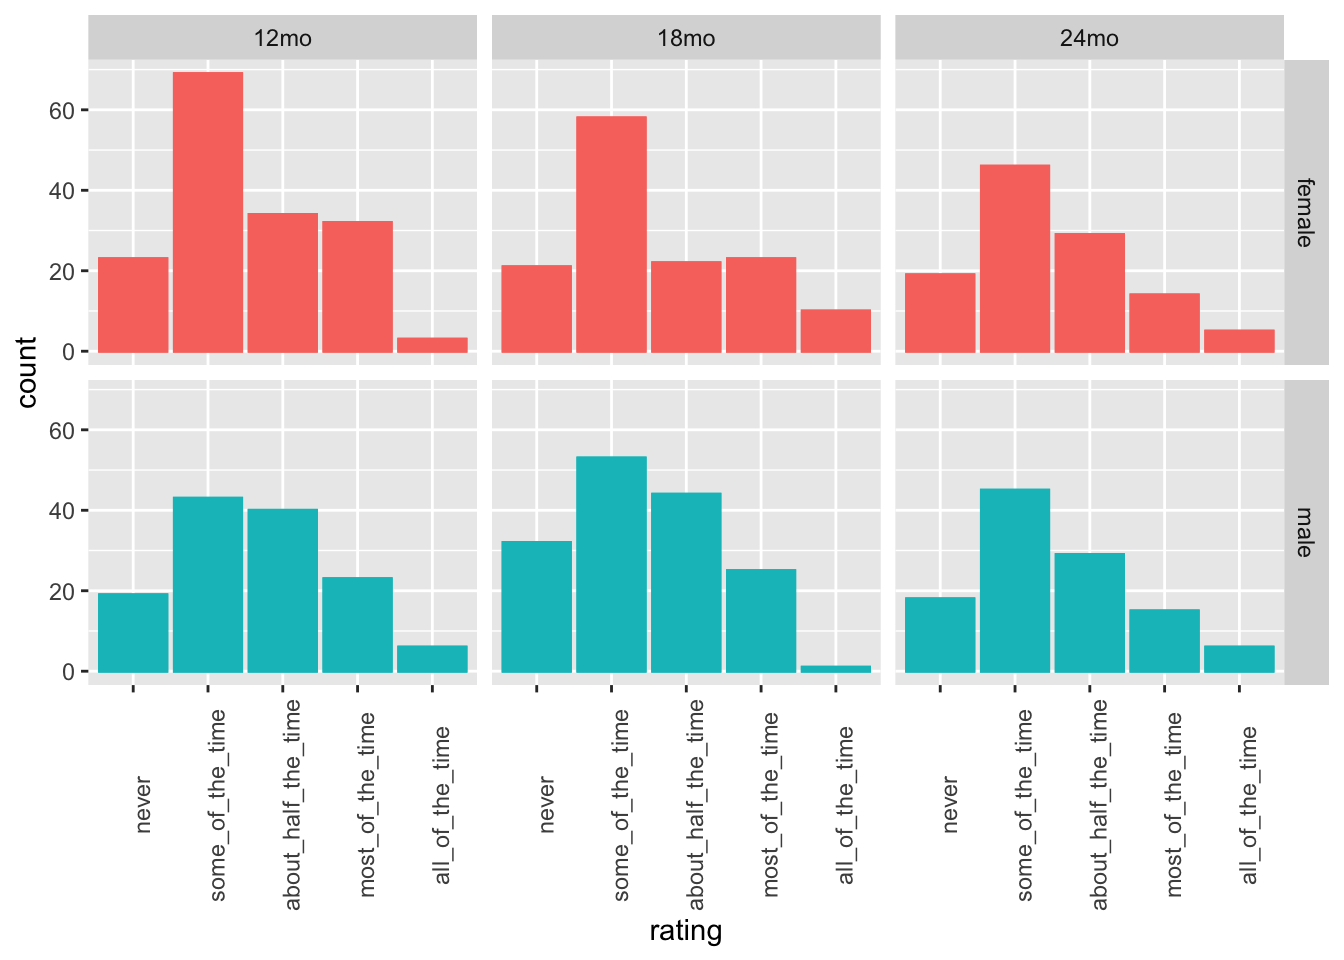 12mo 18mo 24mo
60
40
20
0
female
count
60
40
20
0
male
never some_of_the_time about_half_the_time most_of_the_time all_of_the_time never some_of_the_time about_half_the_time most_of_the_time all_of_the_time never some_of_the_time about_half_the_time most_of_the_time all_of_the_time
rating